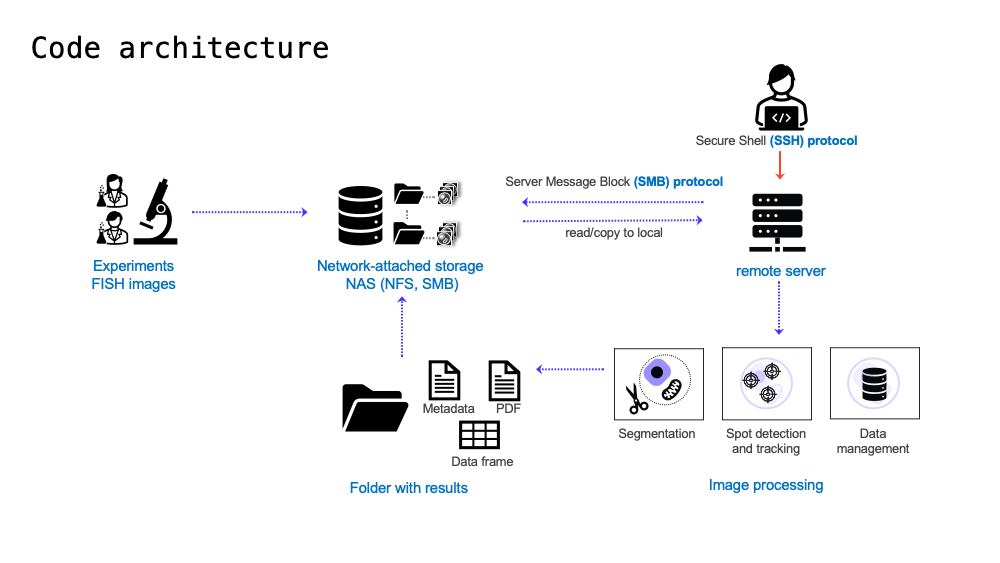 Code architecture
Secure Shell (SSH) protocol
Server Message Block (SMB) protocol
read/copy to local
Experiments
FISH images
Network-attached storage
NAS (NFS, SMB)
remote server
Metadata
PDF
Data frame
Folder with results
Segmentation
Spot detection
and tracking
Data
management
Image processing